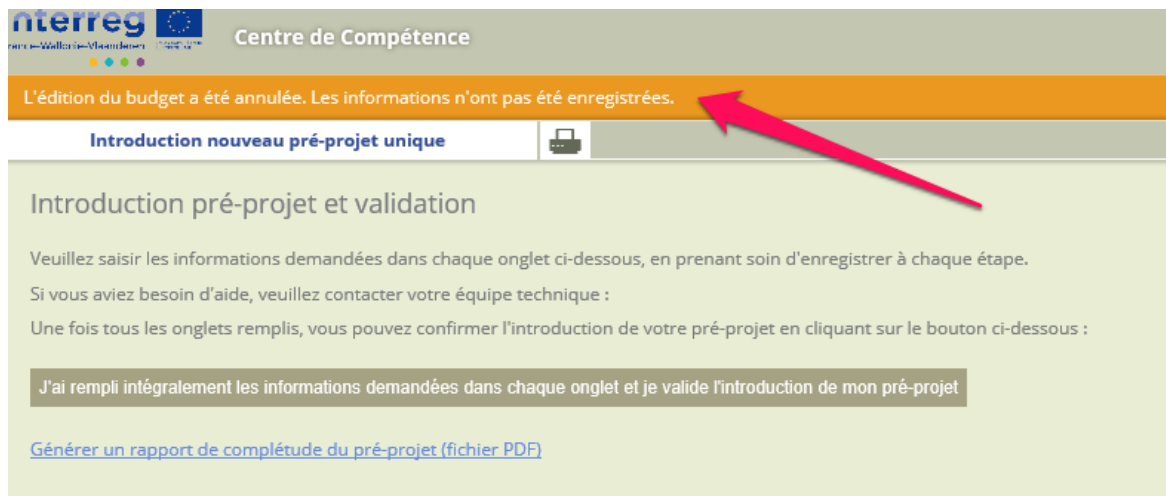 nterreg
Centre de Compétence
L'édition du budget a été annulée. Les informations n'ont pas été enregistrées.
Introduction nouveau pré-projet unique
Introduction pré-projet et validation
Veuillez saisir les informations demandées dans chaque onglet ci-dessous, en prenant soin d'enregistrer à chaque étape.
Si vous aviez besoin d'aide, veuillez contacter votre équipe technique :
Une fois tous les onglets remplis, vous pouvez confirmer l'introduction de votre pré-projet en cliquant sur le bouton ci-dessous :
J'ai rempli intégralement les informations demandées dans chaque onglet et je valide l'introduction de mon pré-projet
Générer un rapport de complétude du pré-projet (fichier PDF)